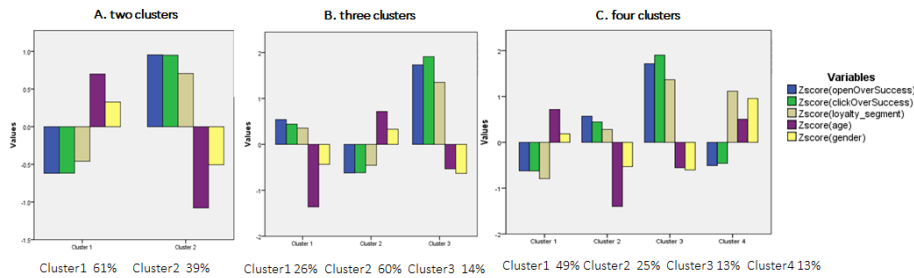 A. two clusters
1.0
0.5
0.0
-0.5
-1.0
-1.5
Values
Cluster 1 Cluster 2
Cluster1 61% Cluster2 39%
B. three clusters
2
1
0
-1
-2
Values
Cluster 1 Cluster 2 Cluster 3
Cluster1 26% Cluster2 60% Cluster3 14%
C. four clusters
2
1
0
-1
-2
Values
Cluster 1 Cluster 2 Cluster 3 Cluster 4
Cluster1 49% Cluster2 25% Cluster3 13% Cluster4 13%
Variables
Zscore(openOverSuccess)
Zscore(clickOverSuccess)
Zscore(loyalty_segment)
Zscore(age)
Zscore(gender)